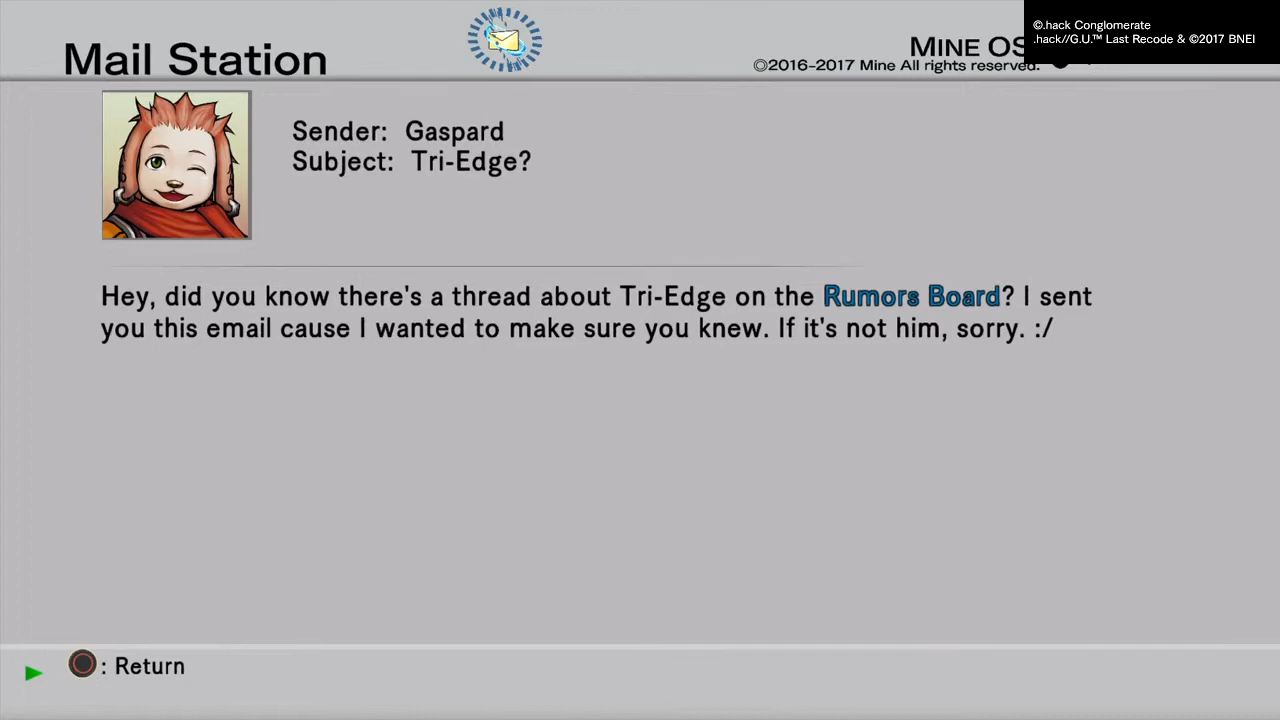 ©.hack Conglomerate
.hack//G.U.™ Last Recode & ©2017 BNEI
Mail Station
MINE OS
©2016-2017 Mine All rights reserved.
Sender: Gaspard
Subject: Tri-Edge?
Hey, did you know there's a thread about Tri-Edge on the Rumors Board? I sent
you this email cause I wanted to make sure you knew. If it's not him, sorry. :/
: Return